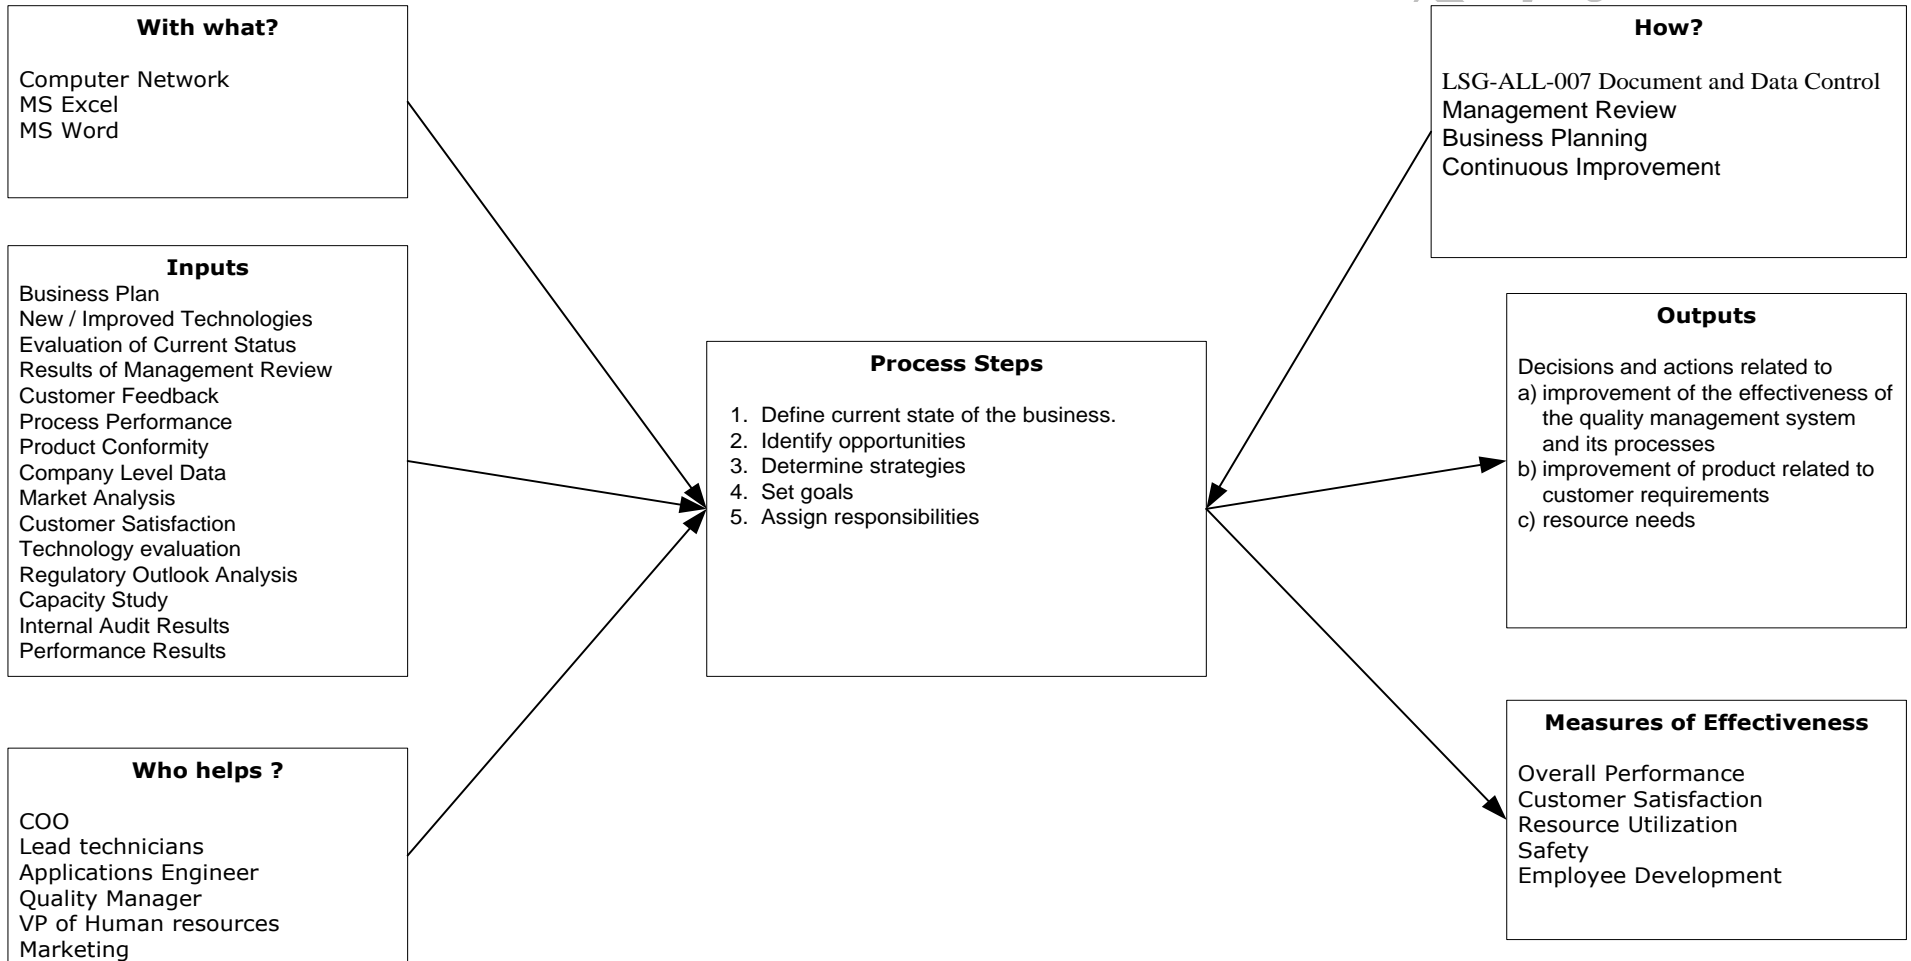 With what?
Computer Network
MS Excel
MS Word
Inputs
Business Plan
New / Improved Technologies
Evaluation of Current Status
Results of Management Review
Customer Feedback
Process Performance
Product Conformity
Company Level Data
Market Analysis
Customer Satisfaction
Technology evaluation
Regulatory Outlook Analysis
Capacity Study
Internal Audit Results
Performance Results
Who helps ?
COO
Lead technicians
Applications Engineer
Quality Manager
VP of Human resources
Marketing
Process Steps
1. Define current state of the business.
2. Identify opportunities
3. Determine strategies
4. Set goals
5. Assign responsibilities
How?
LSG-ALL-007 Document and Data Control
Management Review
Business Planning
Continuous Improvement
Outputs
Decisions and actions related to
a) improvement of the effectiveness of
the quality management system
and its processes
b) improvement of product related to
customer requirements
c) resource needs
Measures of Effectiveness
Overall Performance
Customer Satisfaction
Resource Utilization
Safety
Employee Development